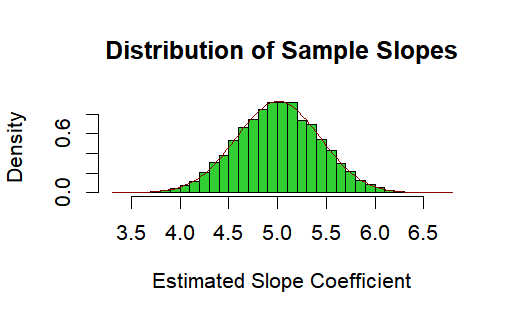 Distribution of Sample Slopes
Density
0.6
0.0
3.5 4.0 4.5 5.0 5.5 6.0 6.5
Estimated Slope Coefficient